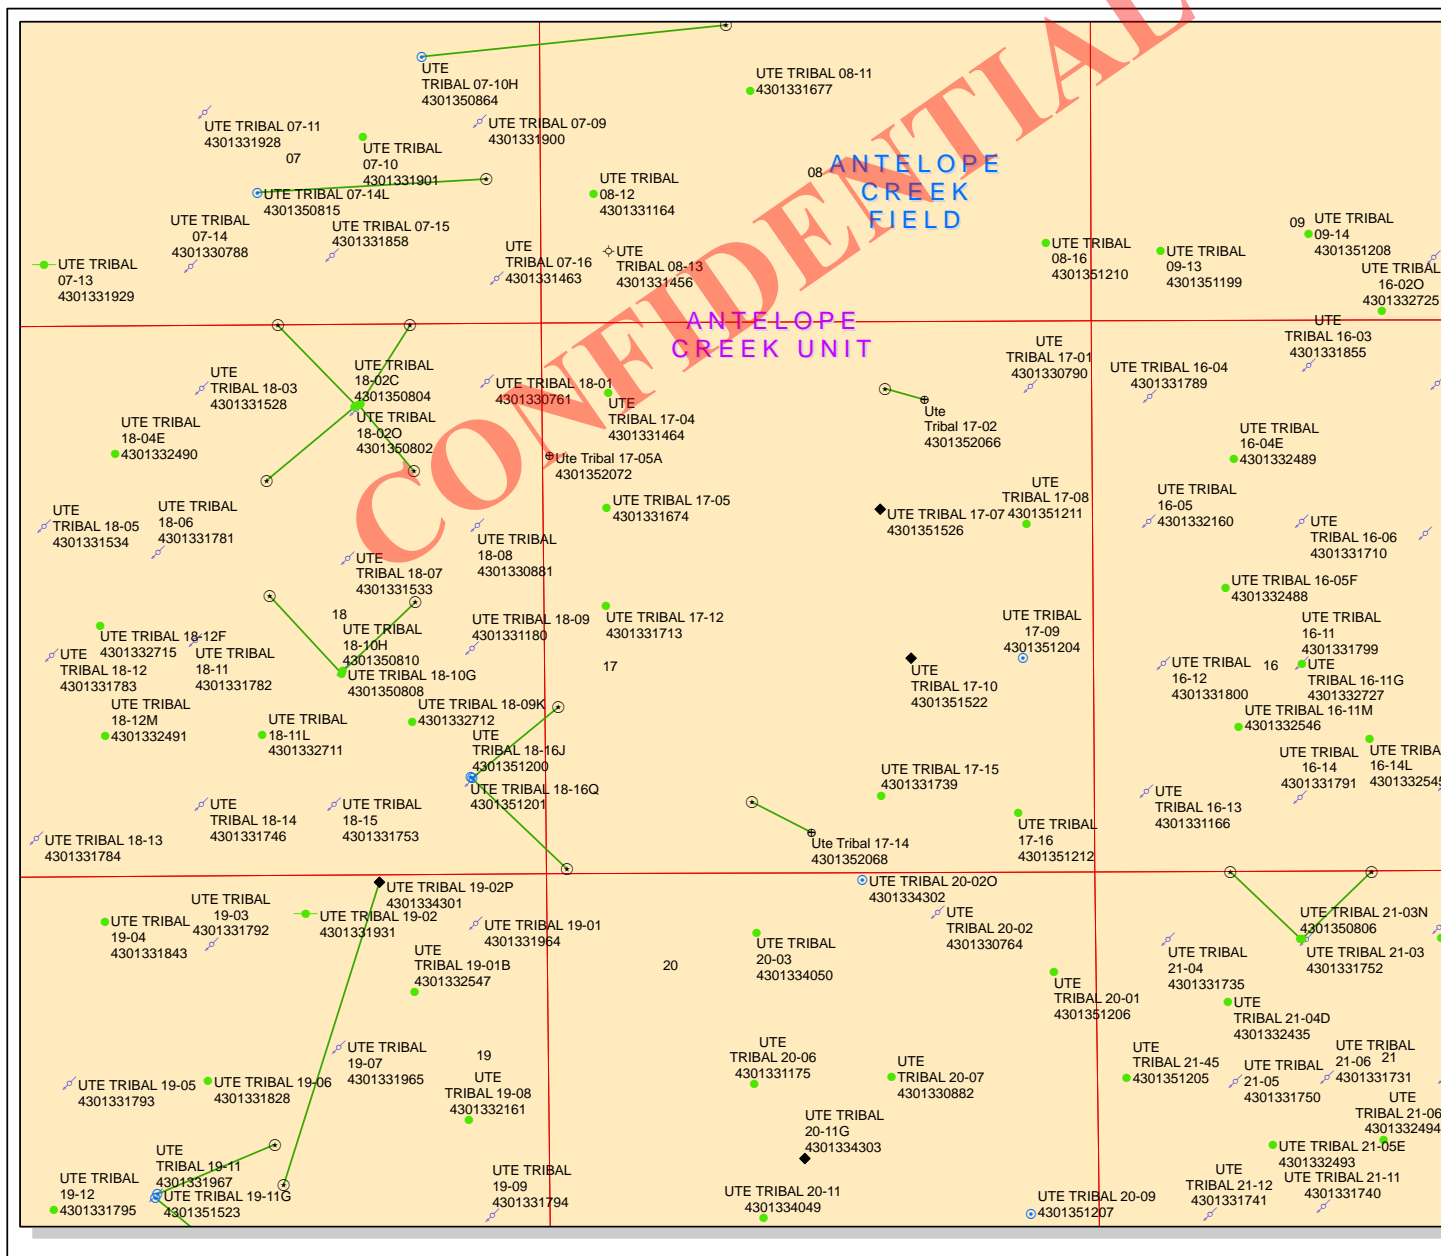 UTE
TRIBAL 07-10H
4301350864
UTE TRIBAL 08-11
4301331677
UTE TRIBAL 07-11
4301331928
07
UTE TRIBAL
07-10
4301331901
UTE TRIBAL 07-09
4301331900
ANTELOPE
CREEK
FIELD
08
UTE TRIBAL 07-14L
4301350815
UTE TRIBAL
08-12
4301331164
UTE TRIBAL
07-14
4301330788
UTE TRIBAL 07-15
4301331858
UTE
TRIBAL 07-16
4301331463
UTE
TRIBAL 08-13
4301331456
UTE TRIBAL
08-16
4301351210
UTE TRIBAL
09-13
4301351199
09
UTE TRIBAL
09-14
4301351208
UTE TRIBAL
07-13
4301331929
UTE TRIBAL
16-02O
4301332725
ANTELOPE
CREEK UNIT
CONFIDENTIAL
UTE
TRIBAL 16-03
4301331855
UTE
TRIBAL 17-01
4301330790
UTE TRIBAL 16-04
4301331789
UTE
TRIBAL 18-03
4301331528
UTE TRIBAL
18-02C
4301350804
UTE TRIBAL
18-02O
4301350802
UTE TRIBAL 18-01
4301330761
UTE
TRIBAL 17-04
4301331464
Ute
Tribal 17-02
4301352066
UTE TRIBAL
18-04E
4301332490
UTE TRIBAL
16-04E
4301332489
Ute Tribal 17-05A
4301352072
UTE
TRIBAL 18-05
4301331534
UTE TRIBAL
18-06
4301331781
UTE TRIBAL 17-05
4301331674
UTE TRIBAL 17-07
4301351526
UTE
TRIBAL 17-08
4301351211
UTE TRIBAL
16-05
4301332160
UTE
TRIBAL 16-06
4301331710
UTE TRIBAL
18-08
4301330881
UTE
TRIBAL 18-07
4301331533
UTE TRIBAL 16-05F
4301332488
18
UTE TRIBAL
18-10H
4301350810
UTE TRIBAL 18-10G
4301350808
UTE TRIBAL 18-09
4301331180
UTE TRIBAL 17-12
4301331713
17
UTE TRIBAL
17-09
4301351204
UTE TRIBAL
16-11
4301331799
UTE TRIBAL 18-12F
4301332715
UTE
TRIBAL 18-12
4301331783
UTE TRIBAL
18-11
4301331782
UTE
TRIBAL 17-10
4301351522
UTE TRIBAL
16-12
4301331800
16
UTE
TRIBAL 16-11G
4301332727
UTE TRIBAL
18-12M
4301332491
UTE TRIBAL
18-11L
4301332711
UTE TRIBAL 18-09K
4301332712
UTE TRIBAL 16-11M
4301332546
UTE
TRIBAL 18-16J
4301351200
UTE TRIBAL 18-16Q
4301351201
UTE TRIBAL 17-15
4301331739
UTE TRIBAL
16-14
4301331791
UTE TRIBA
16-14L
430133254
UTE
TRIBAL 18-14
4301331746
UTE TRIBAL
18-15
4301331753
UTE
TRIBAL 16-13
4301331166
UTE TRIBAL 18-13
4301331784
Ute Tribal 17-14
4301352068
UTE TRIBAL
17-16
4301351212
UTE TRIBAL 19-02P
4301334301
UTE TRIBAL 20-02O
4301334302
UTE TRIBAL
19-04
4301331843
UTE TRIBAL
19-03
4301331792
UTE TRIBAL 19-02
4301331931
UTE TRIBAL 19-01
4301331964
UTE
TRIBAL 20-02
4301330764
UTE TRIBAL 21-03N
4301350806
UTE TRIBAL 21-03
4301331752
UTE
TRIBAL 19-01B
4301332547
UTE TRIBAL
20-03
4301334050
20
UTE TRIBAL
21-04
4301331735
UTE
TRIBAL 20-01
4301351206
UTE
TRIBAL 21-04D
4301332435
UTE TRIBAL
19-07
4301331965
19
UTE
TRIBAL 20-06
4301331175
UTE
TRIBAL 20-07
4301330882
UTE
TRIBAL 21-45
4301351205
UTE TRIBAL
21-05
4301331750
UTE TRIBAL
21-06
4301331731
21
UTE TRIBAL 19-05
4301331793
UTE TRIBAL 19-06
4301331828
UTE
TRIBAL 19-08
4301332161
UTE
TRIBAL 21-06
4301332494
UTE TRIBAL
20-11G
4301334303
UTE TRIBAL 21-05E
4301332493
UTE
TRIBAL 19-11
4301331967
UTE TRIBAL 19-11G
4301351523
UTE TRIBAL
19-12
4301331795
UTE TRIBAL
19-09
4301331794
UTE TRIBAL 20-11
4301334049
UTE TRIBAL 20-09
4301351207
UTE
TRIBAL 21-12
4301331741
UTE TRIBAL 21-11
4301331740